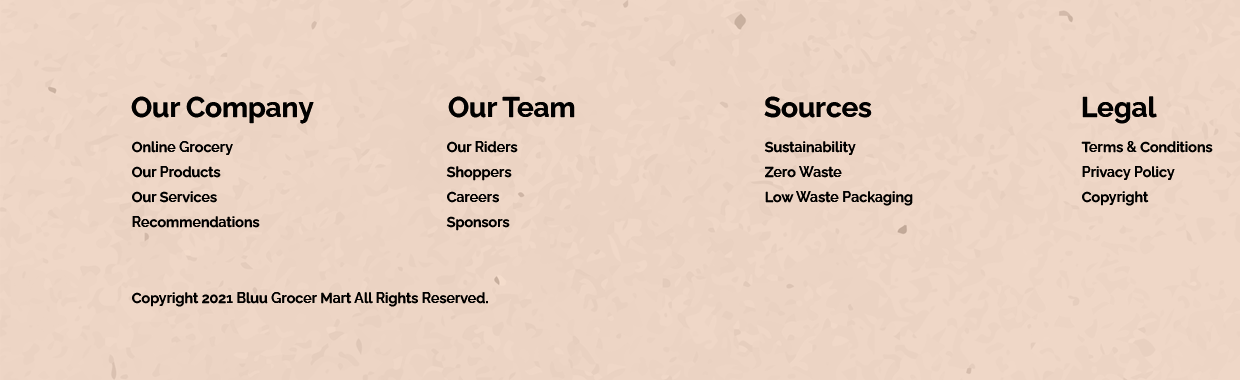 Our Company
Online Grocery
Our Products
Our Services
Recommendations
Our Team
Our Riders
Shoppers
Careers
Sponsors
Sources
Sustainability
Zero Waste
Low Waste Packaging
Legal
Terms & Conditions
Privacy Policy
Copyright
Copyright 2021 Bluu Grocer Mart All Rights Reserved.